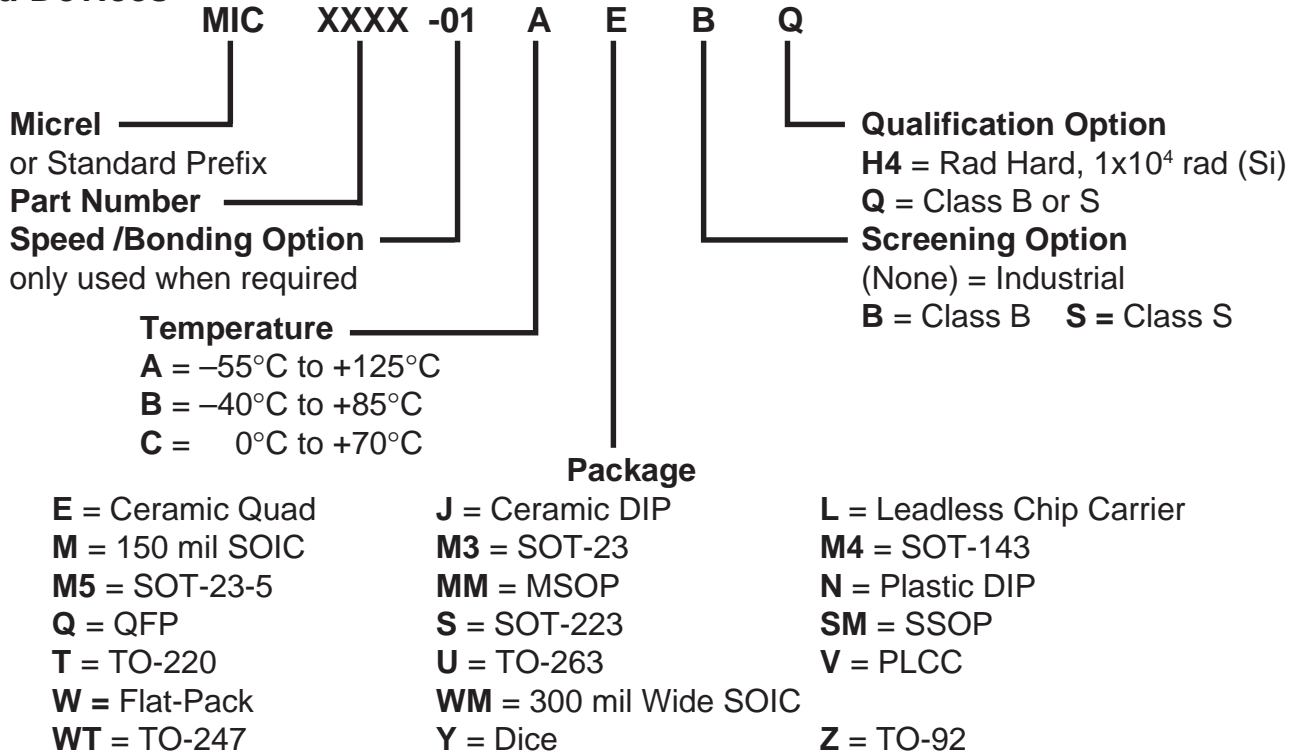 MIC XXXX -01 A E B Q
Micrel
or Standard Prefix
Part Number
Speed /Bonding Option
only used when required
Temperature
A = –55°C to +125°C
B = –40°C to +85°C
C = 0°C to +70°C
Qualification Option
H4 = Rad Hard, 1x10⁴ rad (Si)
Q = Class B or S
Screening Option
(None) = Industrial
B = Class B S = Class S
Package
E = Ceramic Quad J = Ceramic DIP L = Leadless Chip Carrier
M = 150 mil SOIC M3 = SOT-23 M4 = SOT-143
M5 = SOT-23-5 MM = MSOP N = Plastic DIP
Q = QFP S = SOT-223 SM = SSOP
T = TO-220 U = TO-263 V = PLCC
W = Flat-Pack WM = 300 mil Wide SOIC
WT = TO-247 Y = Dice Z = TO-92